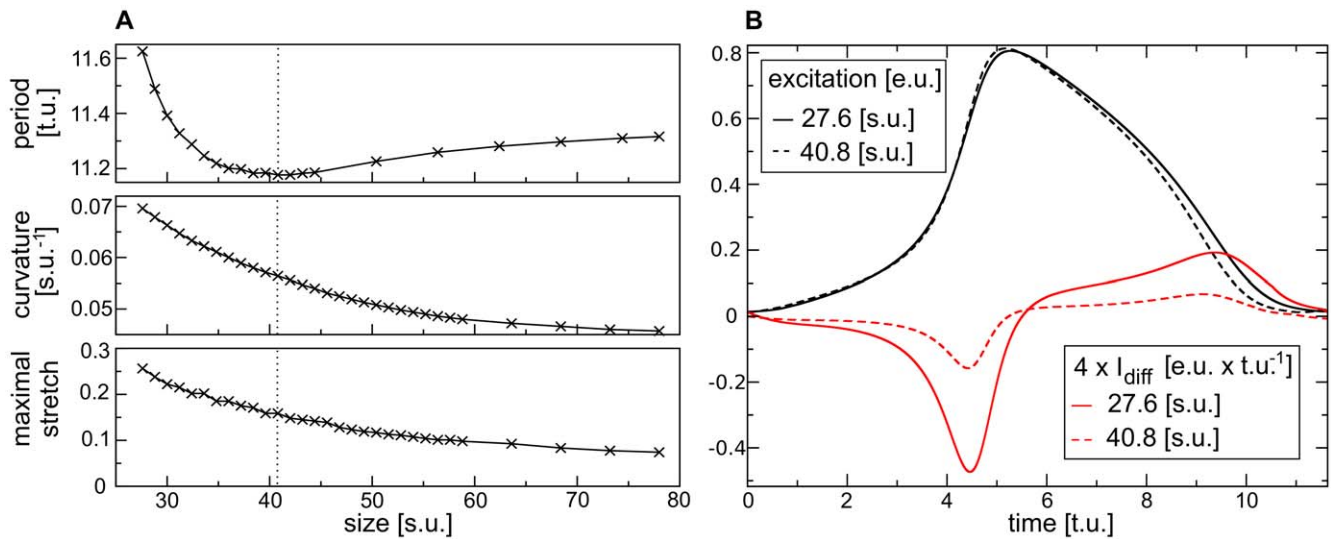 A
11.6
11.4
11.2
period
[t.u.]
0.07
0.06
0.05
curvature
[s.u.⁻¹]
0.3
0.2
0.1
0
maximal
stretch
30 40 50 60 70 80
size [s.u.]
B
0.8
0.6
0.4
0.2
0
-0.2
-0.4
excitation [e.u.]
27.6 [s.u.]
40.8 [s.u.]
4 x I_diff [e.u. x t.u.⁻¹]
27.6 [s.u.]
40.8 [s.u.]
0 2 4 6 8 10
time [t.u.]